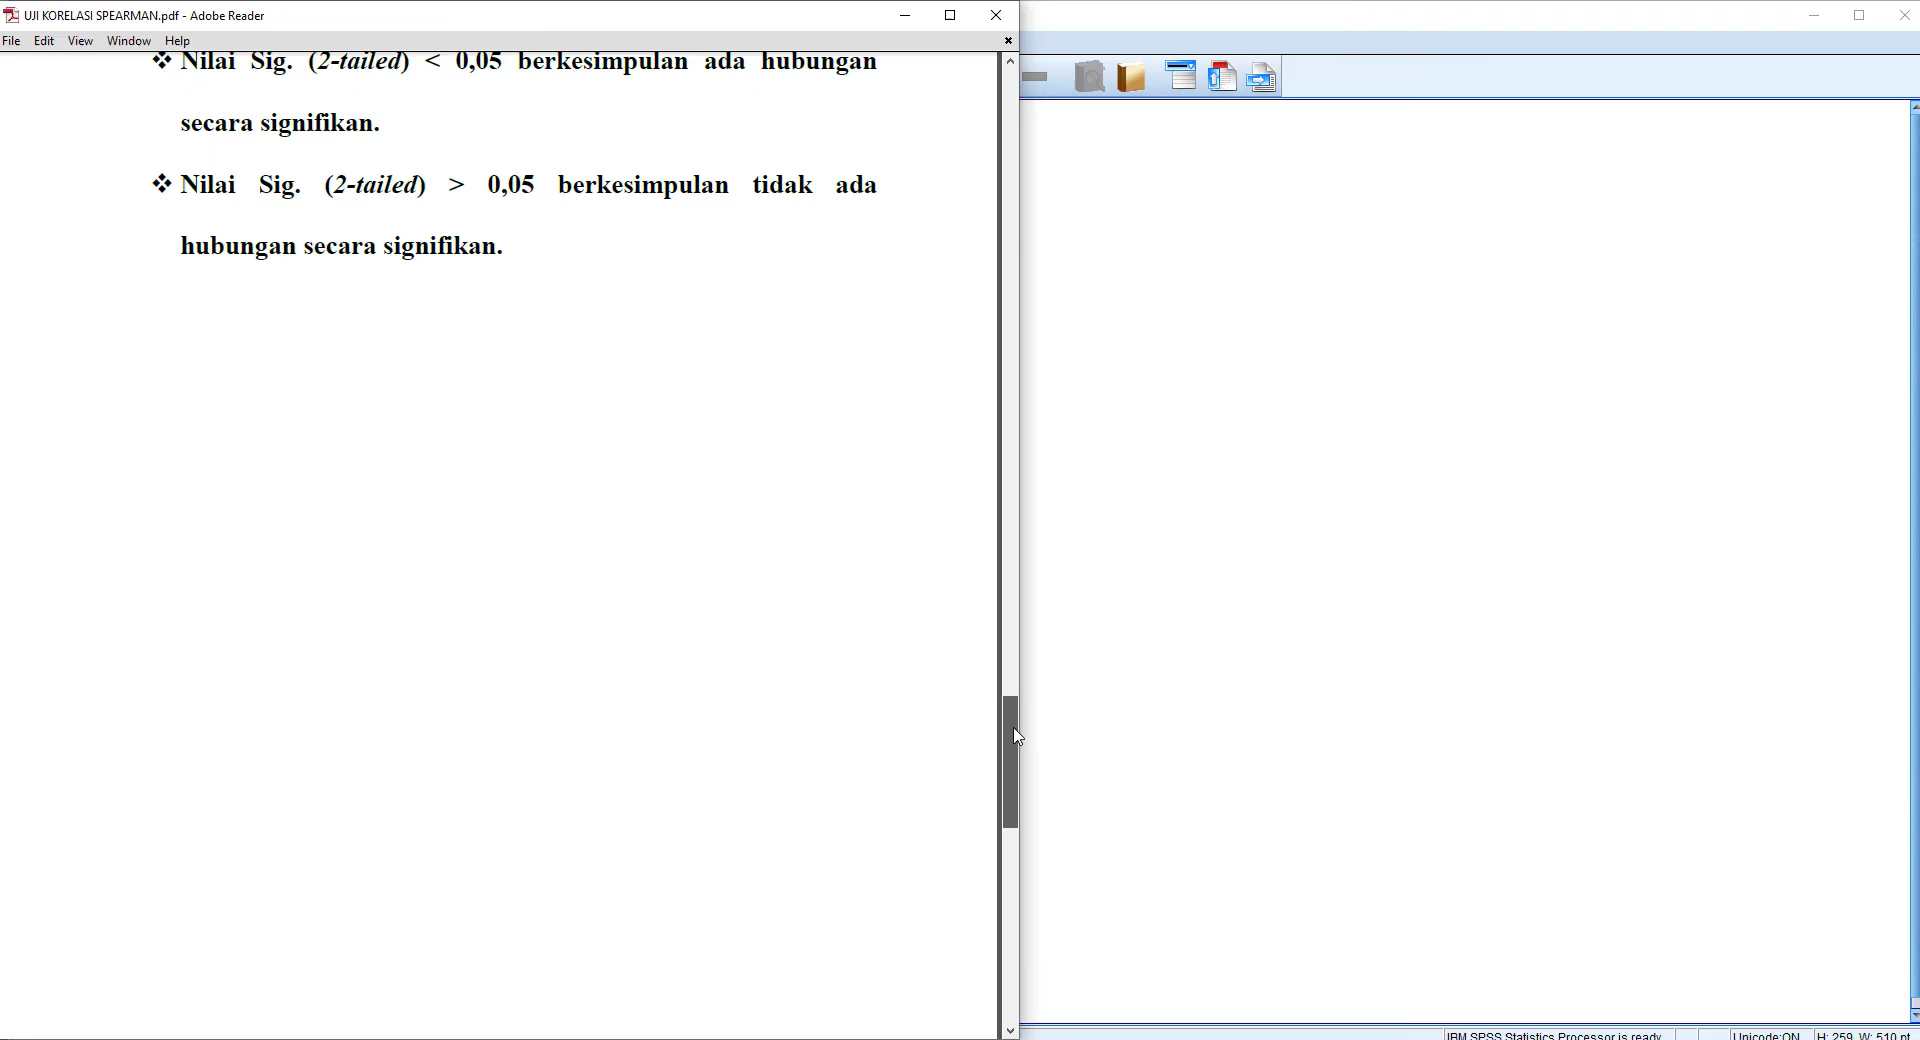 UJI KORELASI SPEARMAN.pdf - Adobe Reader
File Edit View Window Help
❖ Nilai Sig. (2-tailed) < 0,05 berkesimpulan ada hubungan
secara signifikan.
❖ Nilai Sig. (2-tailed) > 0,05 berkesimpulan tidak ada
hubungan secara signifikan.
IBM SPSS Statistics Processor is ready Unicode:ON H: 259, W: 510 pt